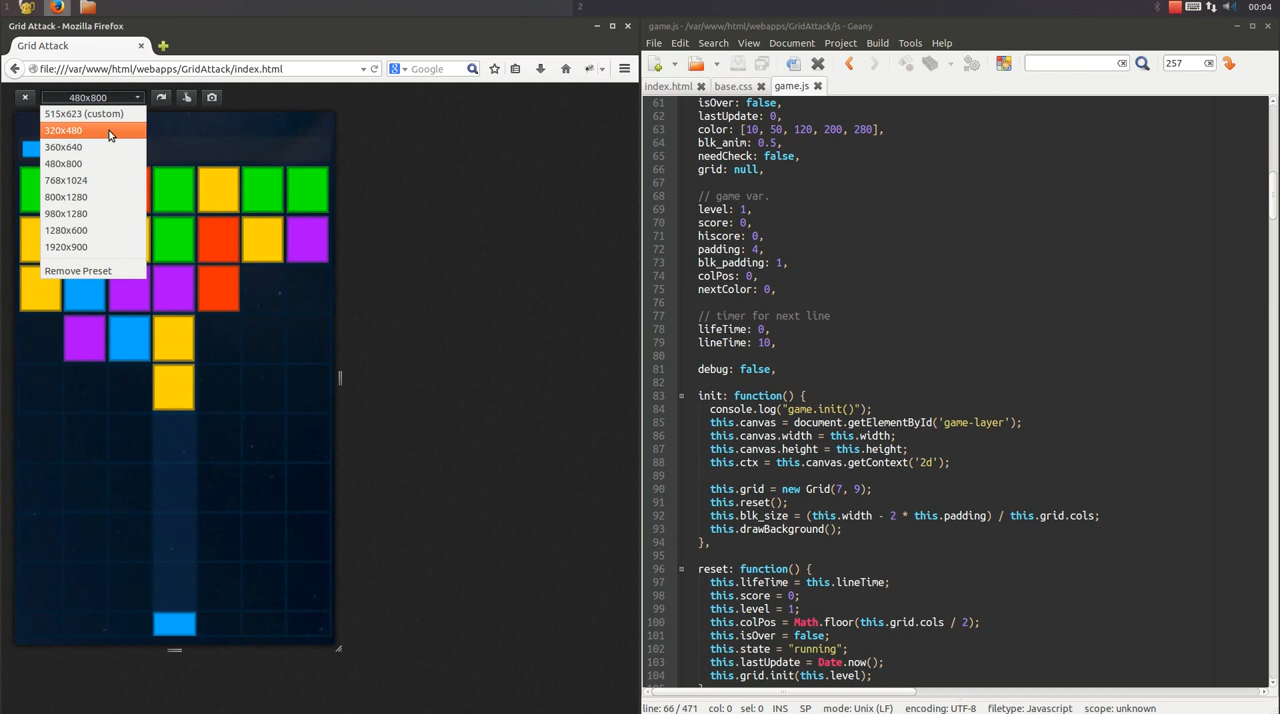 1
2
00:04
Grid Attack - Mozilla Firefox
Grid Attack
file:///var/www/html/webapps/GridAttack/index.html
Google
480x800
515x623 (custom)
320x480
360x640
480x800
768x1024
800x1280
980x1280
1280x600
1920x900
Remove Preset
game.js - /var/www/html/webapps/GridAttack/js - Geany
File Edit Search View Document Project Build Tools Help
257
index.html base.css game.js
61 isOver: false,
62 lastUpdate: 0,
63 color: [10, 50, 120, 200, 280],
64 blk_anim: 0.5,
65 needCheck: false,
66 grid: null,
67
68 // game var.
69 level: 1,
70 score: 0,
71 hiscore: 0,
72 padding: 4,
73 blk_padding: 1,
74 colPos: 0,
75 nextColor: 0,
76
77 // timer for next line
78 lifeTime: 0,
79 lineTime: 10,
80
81 debug: false,
82
83 init: function() {
84 console.log("game.init()");
85 this.canvas = document.getElementById('game-layer');
86 this.canvas.width = this.width;
87 this.canvas.height = this.height;
88 this.ctx = this.canvas.getContext('2d');
89
90 this.grid = new Grid(7, 9);
91 this.reset();
92 this.blk_size = (this.width - 2 * this.padding) / this.grid.cols;
93 this.drawBackground();
94 },
95
96 reset: function() {
97 this.lifeTime = this.lineTime;
98 this.score = 0;
99 this.level = 1;
100 this.colPos = Math.floor(this.grid.cols / 2);
101 this.isOver = false;
102 this.state = "running";
103 this.lastUpdate = Date.now();
104 this.grid.init(this.level);
line: 66 / 471 col: 0 sel: 0 INS SP mode: Unix (LF) encoding: UTF-8 filetype: Javascript scope: unknown